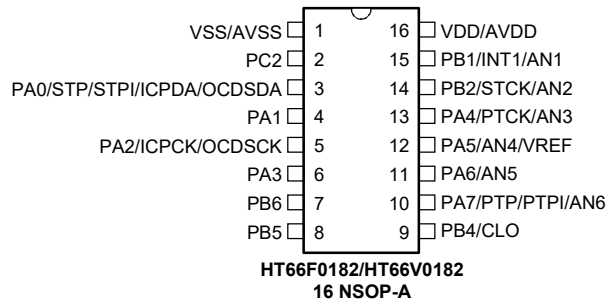 VSS/AVSS 1 16 VDD/AVDD
PC2 2 15 PB1/INT1/AN1
PA0/STP/STPI/ICPDA/OCDSDA 3 14 PB2/STCK/AN2
PA1 4 13 PA4/PTCK/AN3
PA2/ICPCK/OCDSCK 5 12 PA5/AN4/VREF
PA3 6 11 PA6/AN5
PB6 7 10 PA7/PTP/PTPI/AN6
PB5 8 9 PB4/CLO
HT66F0182/HT66V0182
16 NSOP-A